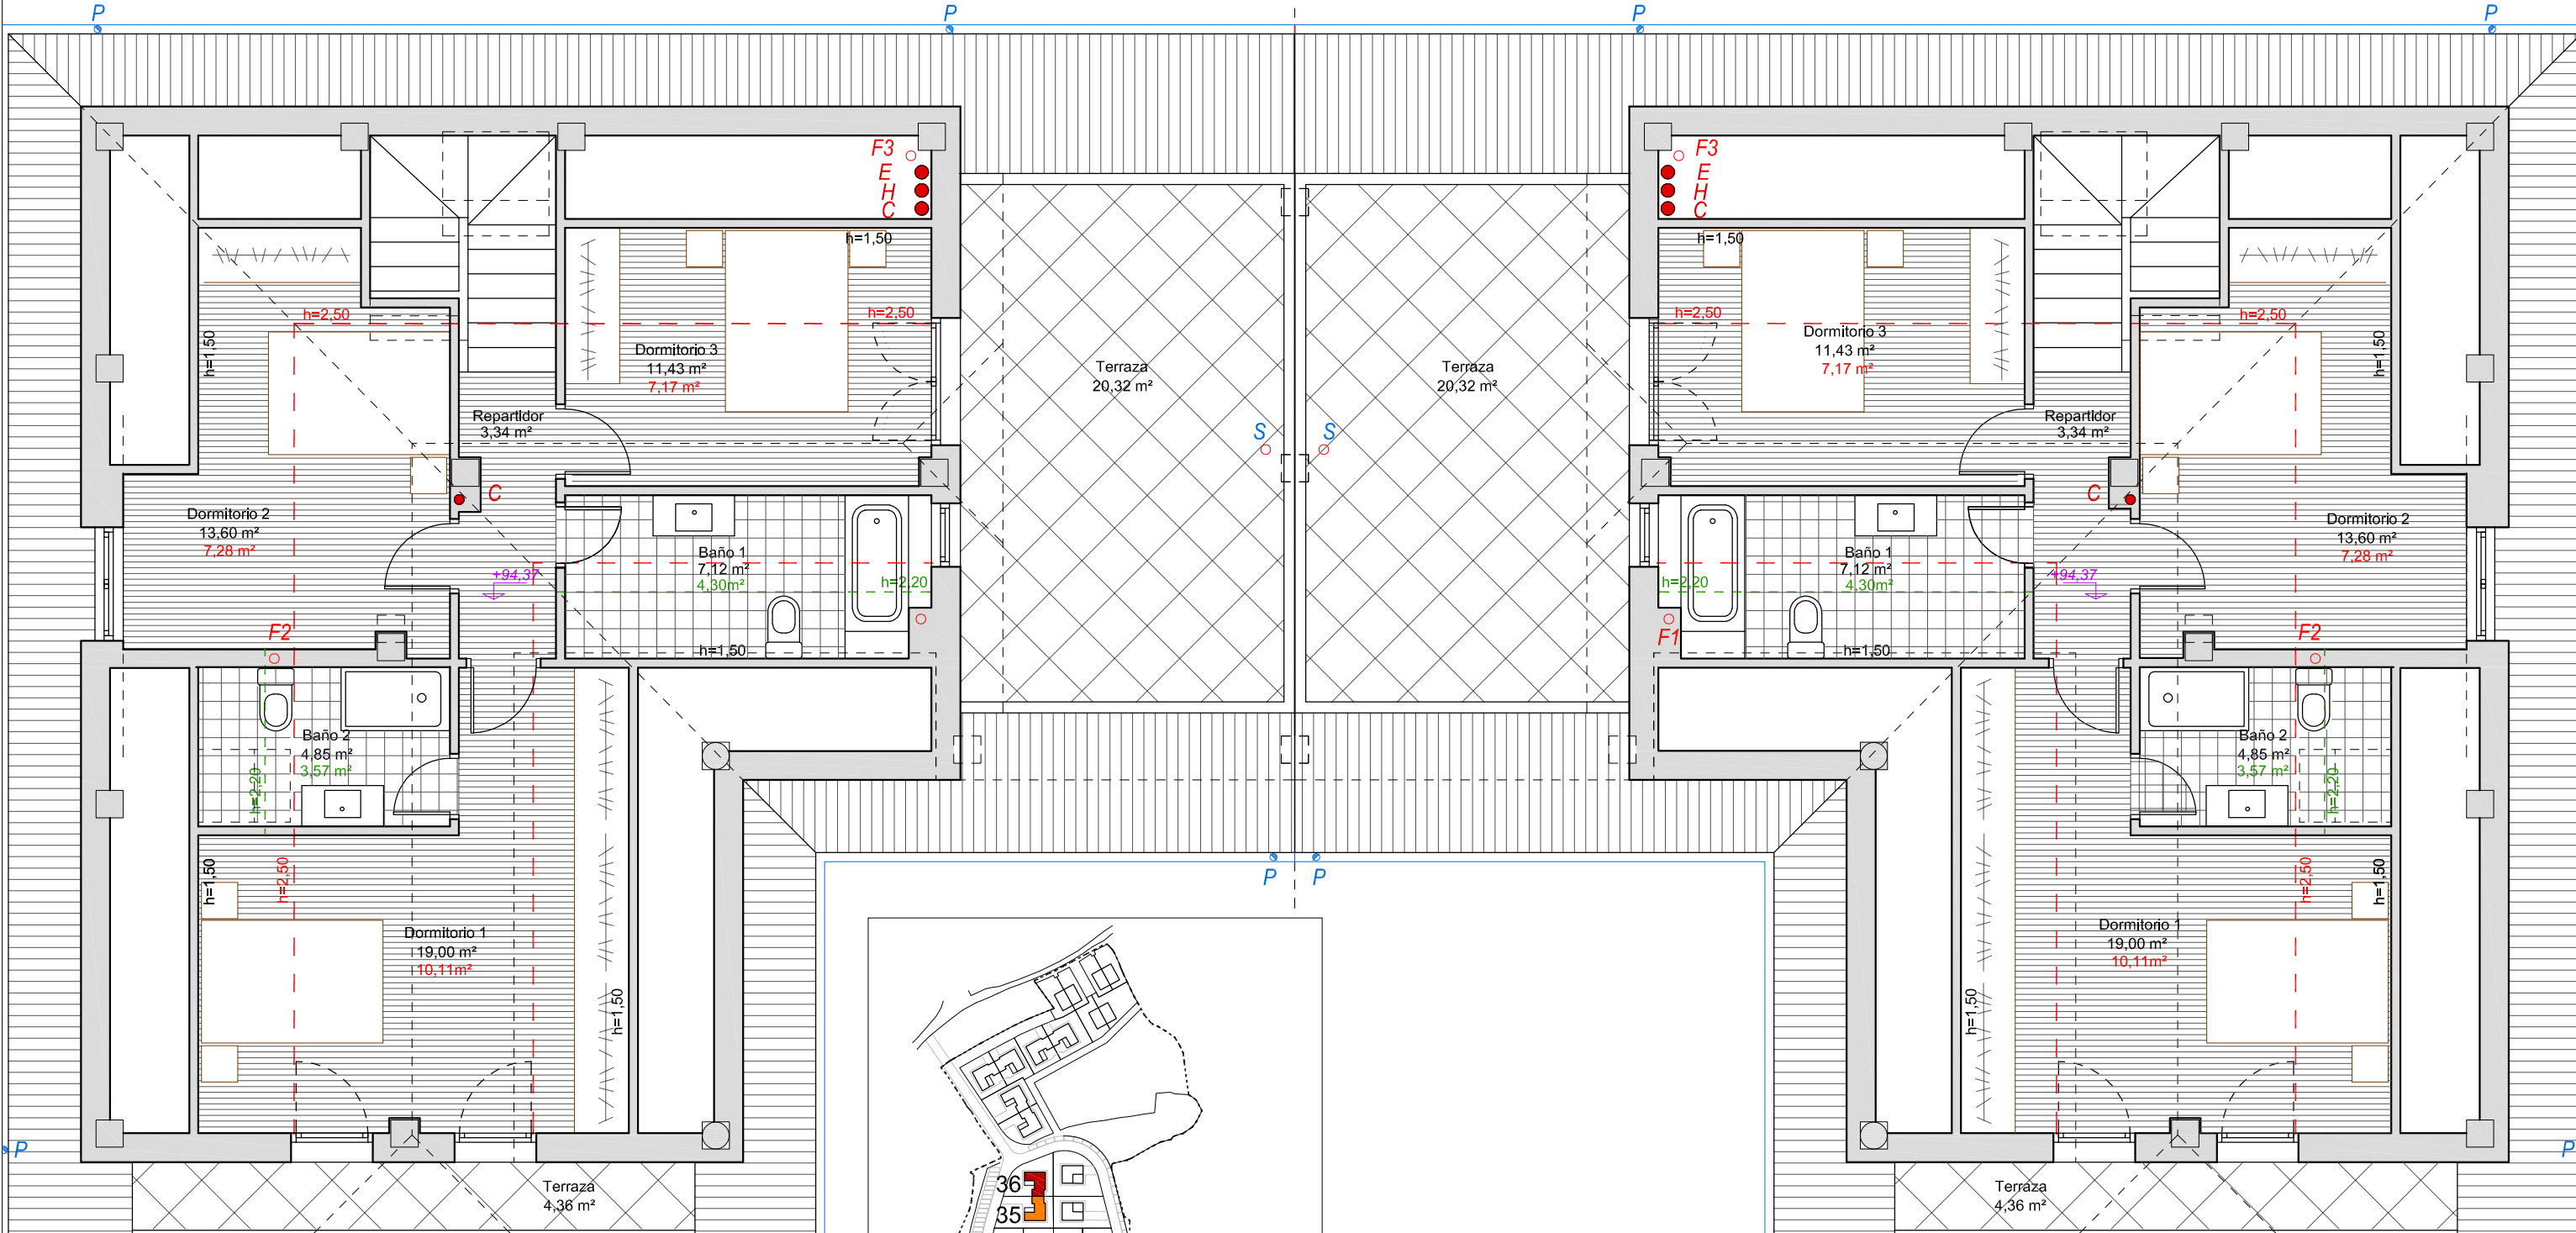 P
P
P
P
F3
E
H
C
F3
E
H
C
h=1,50
h=1,50
h=2,50
h=2,50
h=2,50
h=2,50
h=1,50
h=1,50
Dormitorio 3
11,43 m²
7,17 m²
Terraza
20,32 m²
Terraza
20,32 m²
Dormitorio 3
11,43 m²
7,17 m²
Repartidor
3,34 m²
Repartidor
3,34 m²
S
S
C
C
Dormitorio 2
13,60 m²
7,28 m²
Dormitorio 2
13,60 m²
7,28 m²
+94,37
+94,37
Baño 1
7,12 m²
4,30m²
h=2,20
h=1,50
Baño 1
7,12 m²
4,30m²
h=2,20
h=1,50
F2
F1
F2
Baño 2
4,85 m²
3,57 m²
h=2,20
Baño 2
4,85 m²
3,57 m²
h=2,20
h=1,50
h=2,50
h=2,50
h=1,50
P
P
Dormitorio 1
19,00 m²
10,11m²
h=1,50
Dormitorio 1
19,00 m²
10,11m²
h=1,50
P
P
Terraza
4,36 m²
36
35
Terraza
4,36 m²